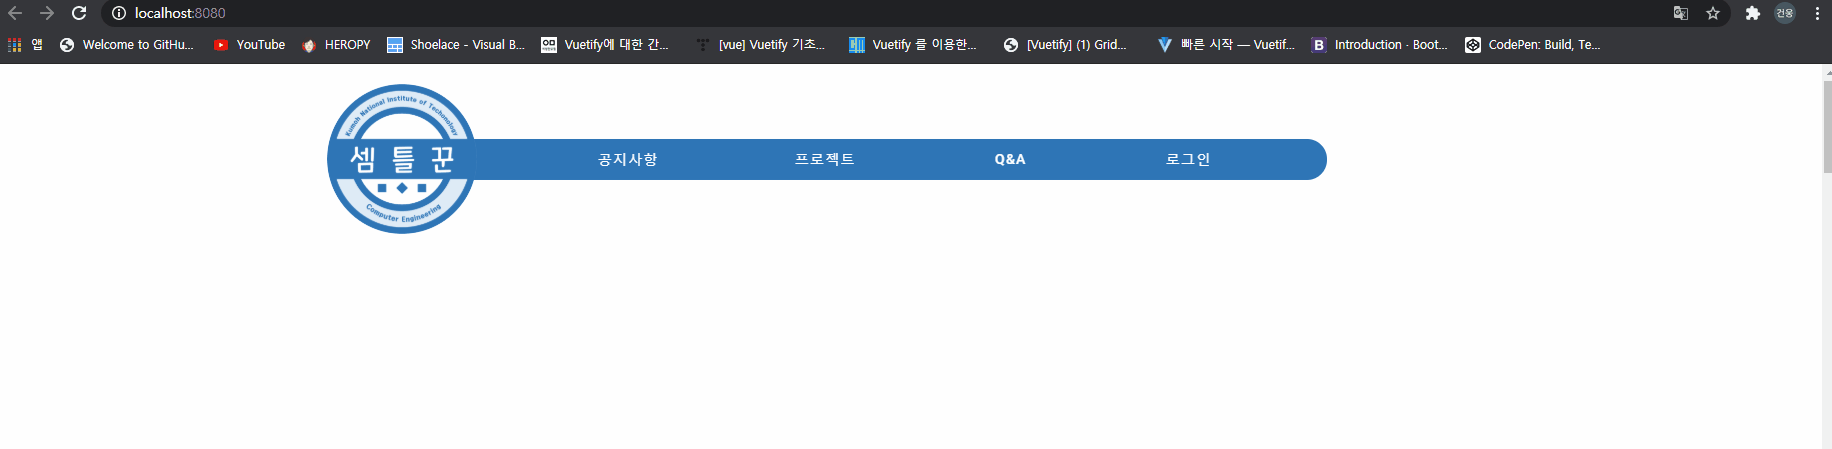 localhost:8080
건웅
앱 Welcome to GitHu... YouTube HEROPY Shoelace - Visual B... Vuetify에 대한 간... [vue] Vuetify 기초... Vuetify 를 이용한... [Vuetify] (1) Grid... 빠른 시작 — Vuetif... Introduction · Boot... CodePen: Build, Te...
Kumoh National Institute of Techonology
셈틀꾼 공지사항 프로젝트 Q&A 로그인
Computer Engineering